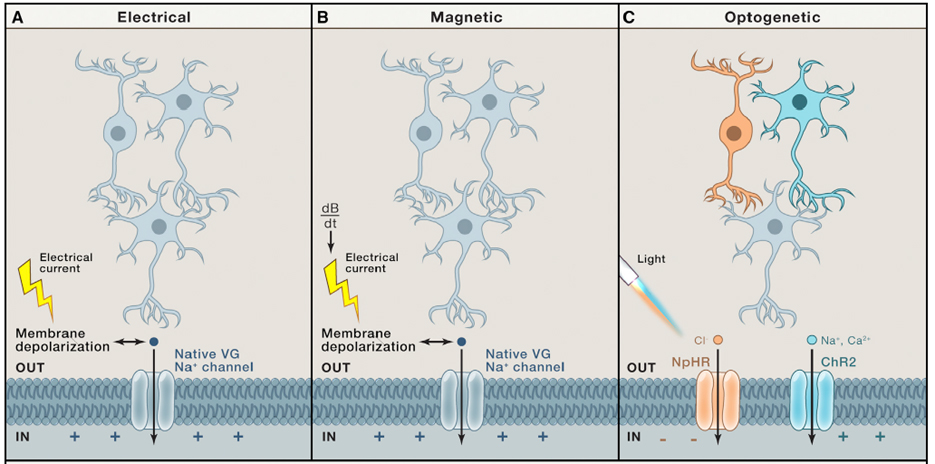 A Electrical
dB
dt
Electrical
current
Membrane
depolarization
Native VG
Na⁺ channel
OUT
IN + + + +
B Magnetic
Electrical
current
Membrane
depolarization
Native VG
Na⁺ channel
OUT
IN + + + +
C Optogenetic
Light
Cl⁻
Na⁺, Ca²⁺
NpHR
ChR2
OUT
IN - - + +